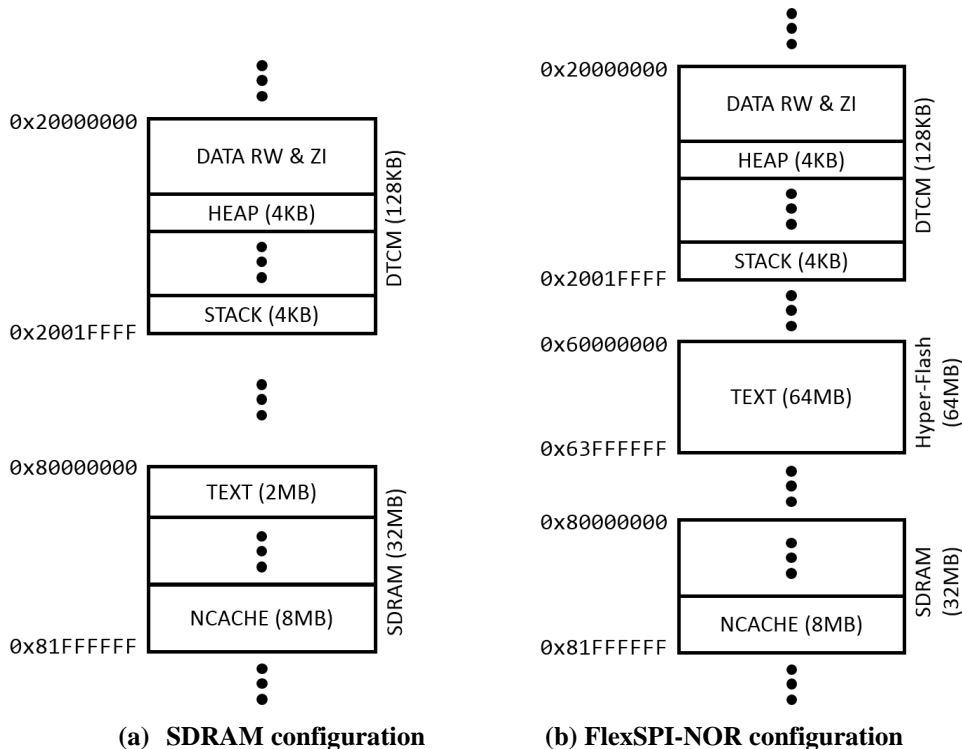 0x20000000
DATA RW & ZI
HEAP (4KB)
STACK (4KB)
0x2001FFFF
DTCM (128KB)
0x80000000
TEXT (2MB)
NCACHE (8MB)
0x81FFFFFF
SDRAM (32MB)
(a) SDRAM configuration
0x20000000
DATA RW & ZI
HEAP (4KB)
STACK (4KB)
0x2001FFFF
DTCM (128KB)
0x60000000
TEXT (64MB)
0x63FFFFFF
Hyper-Flash
(64MB)
0x80000000
NCACHE (8MB)
0x81FFFFFF
SDRAM
(32MB)
(b) FlexSPI-NOR configuration